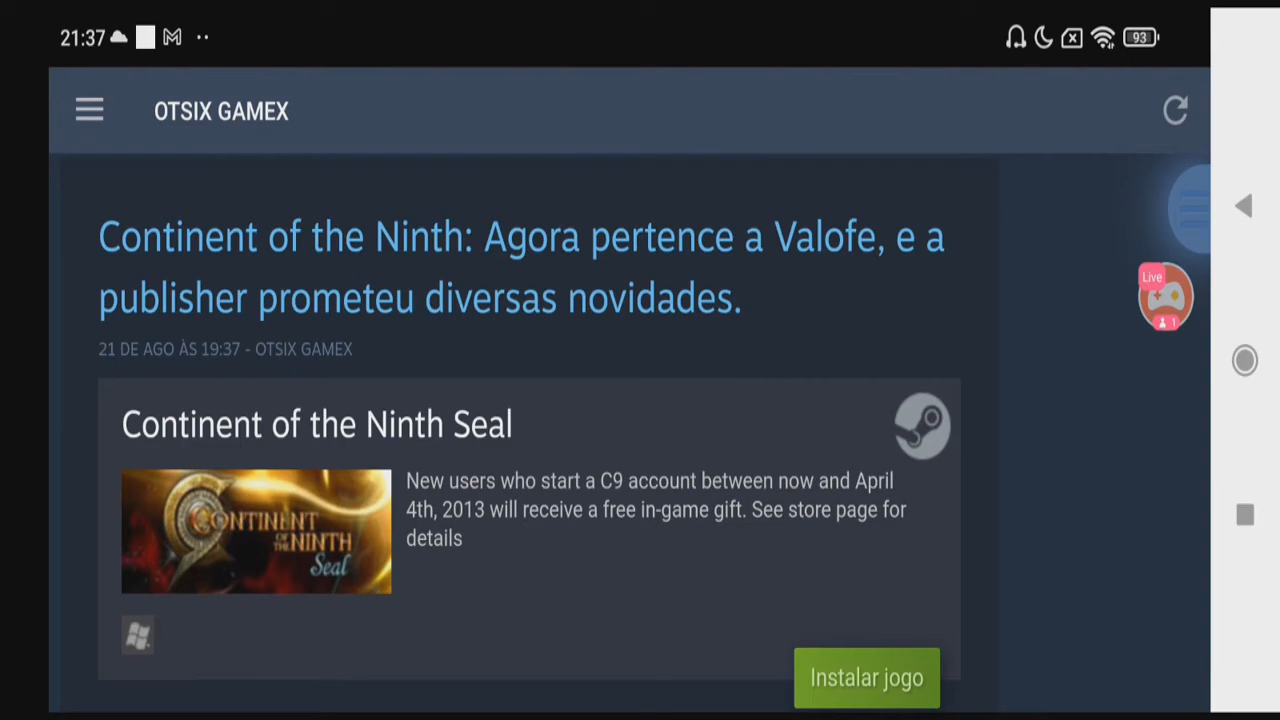 21:37
93
OTSIX GAMEX
Continent of the Ninth: Agora pertence a Valofe, e a
publisher prometeu diversas novidades.
21 DE AGO ÀS 19:37 - OTSIX GAMEX
Live
1
Continent of the Ninth Seal
New users who start a C9 account between now and April
4th, 2013 will receive a free in-game gift. See store page for
details
CONTINENT
OF THE NINTH
Seal
Instalar jogo